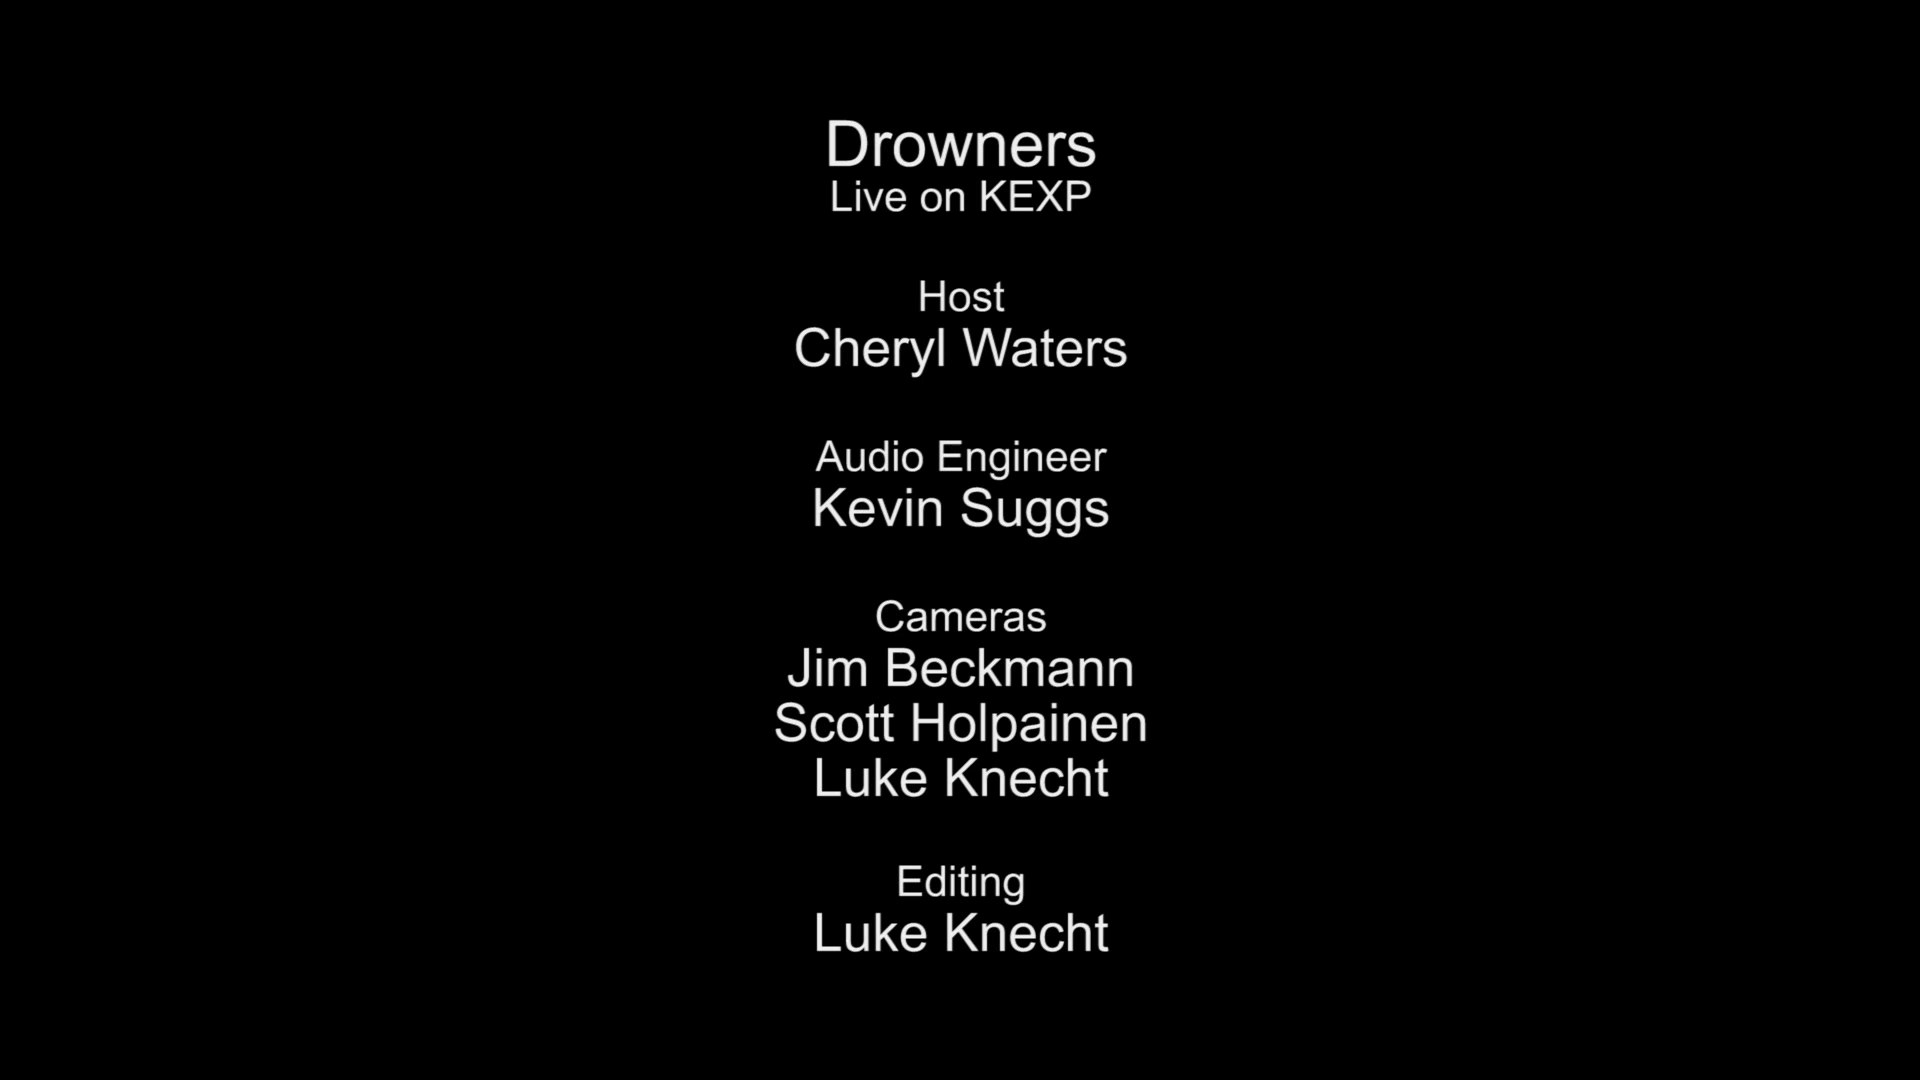 Drowners
Live on KEXP
Host
Cheryl Waters
Audio Engineer
Kevin Suggs
Cameras
Jim Beckmann
Scott Holpainen
Luke Knecht
Editing
Luke Knecht